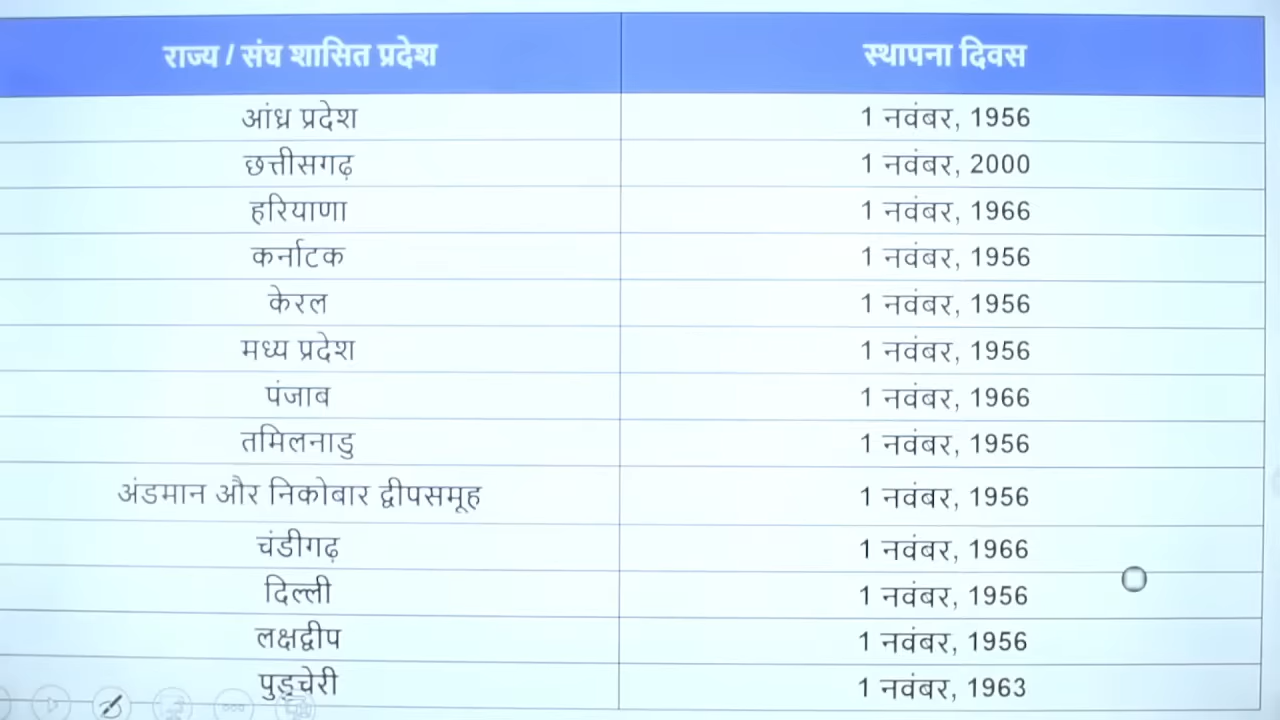 राज्य / संघ शासित प्रदेश स्थापना दिवस
आंध्र प्रदेश 1 नवंबर, 1956
छत्तीसगढ़ 1 नवंबर, 2000
हरियाणा 1 नवंबर, 1966
कर्नाटक 1 नवंबर, 1956
केरल 1 नवंबर, 1956
मध्य प्रदेश 1 नवंबर, 1956
पंजाब 1 नवंबर, 1966
तमिलनाडु 1 नवंबर, 1956
अंडमान और निकोबार द्वीपसमूह 1 नवंबर, 1956
चंडीगढ़ 1 नवंबर, 1966
दिल्ली 1 नवंबर, 1956
लक्षद्वीप 1 नवंबर, 1956
पुडुचेरी 1 नवंबर, 1963